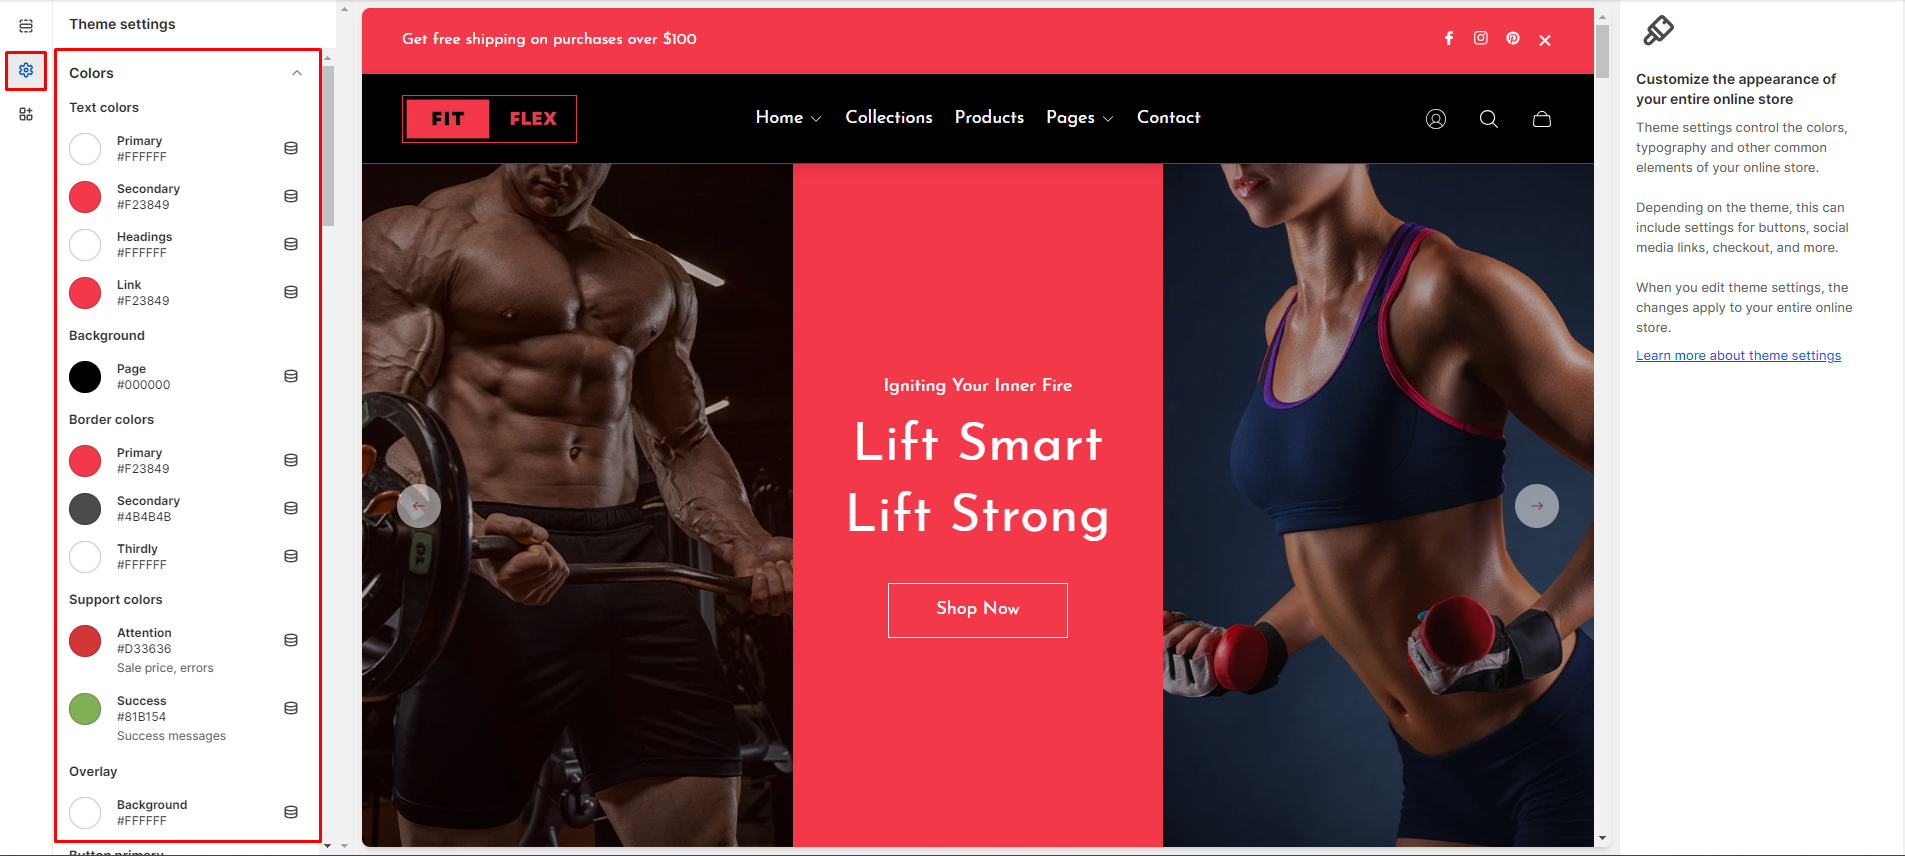 Theme settings
Colors
Text colors
Primary
#FFFFFF
Secondary
#F23849
Headings
#FFFFFF
Link
#F23849
Background
Page
#000000
Border colors
Primary
#F23849
Secondary
#4B4B4B
Thirdly
#FFFFFF
Support colors
Attention
#D33636
Sale price, errors
Success
#81B154
Success messages
Overlay
Background
#FFFFFF
Button primary
Get free shipping on purchases over $100
FIT FLEX
Home Collections Products Pages Contact
Igniting Your Inner Fire
Lift Smart
Lift Strong
Shop Now
Customize the appearance of
your entire online store
Theme settings control the colors,
typography and other common
elements of your online store.
Depending on the theme, this can
include settings for buttons, social
media links, checkout, and more.
When you edit theme settings, the
changes apply to your entire online
store.
Learn more about theme settings